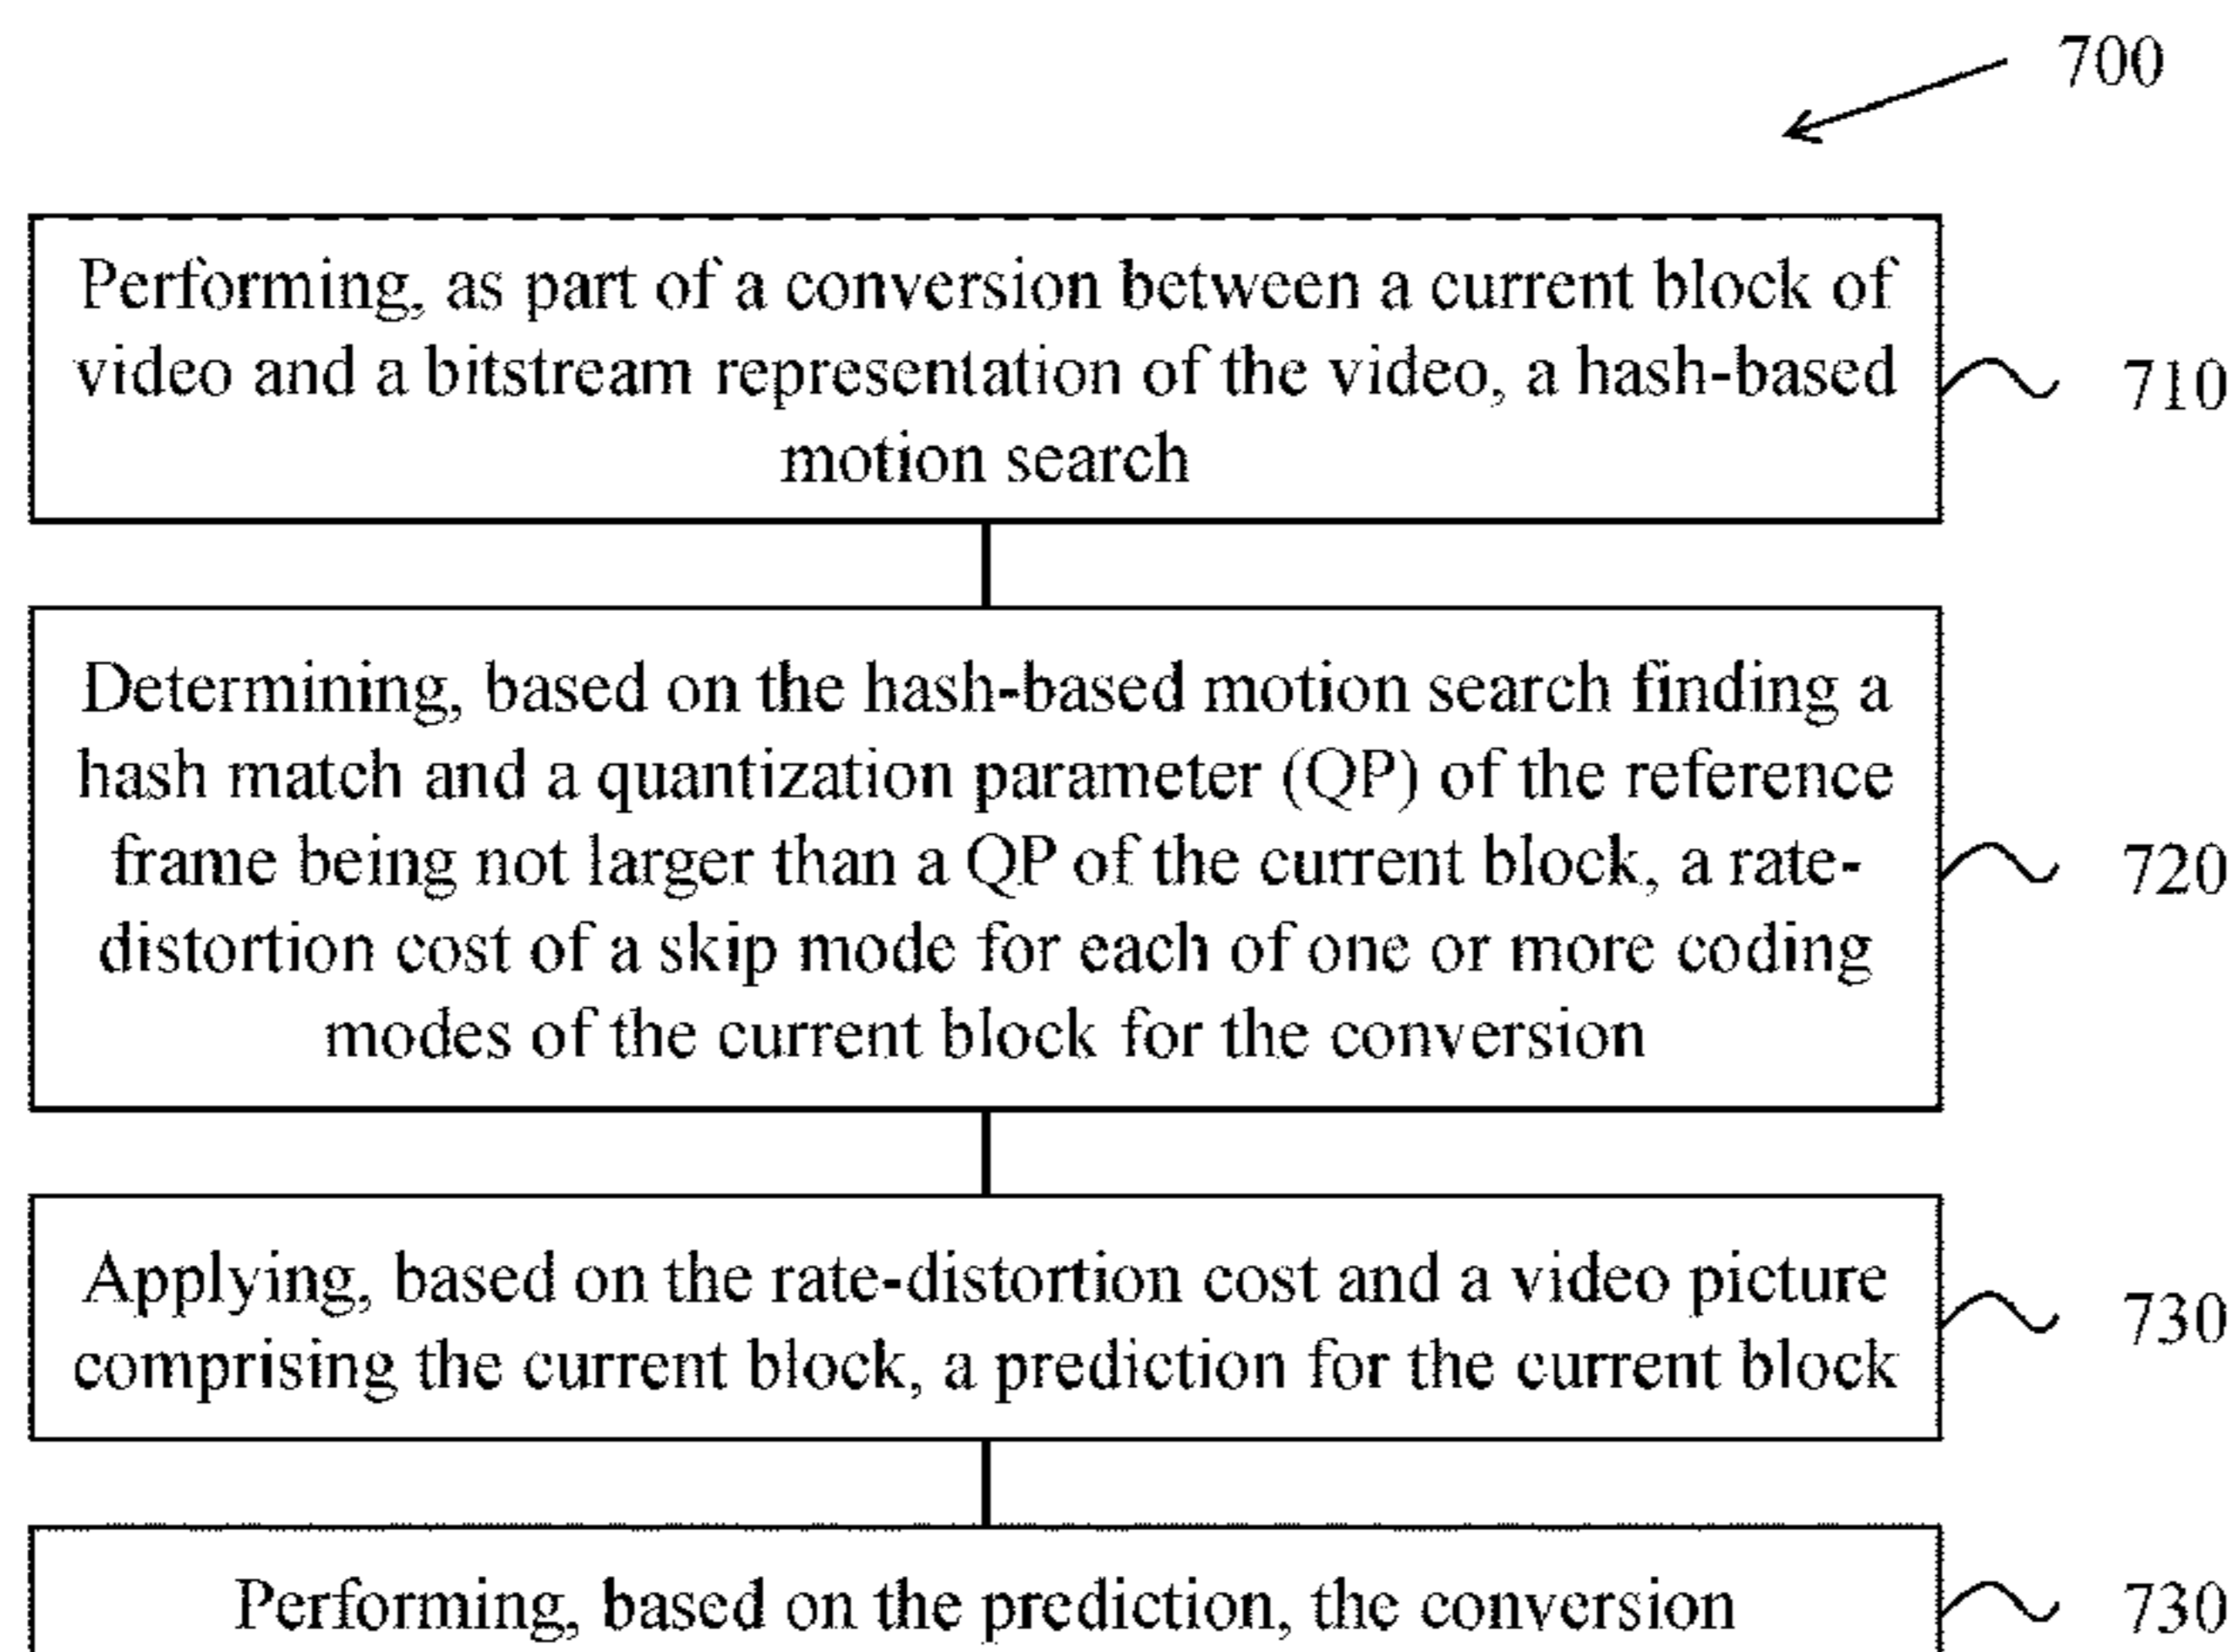 700
Performing, as part of a conversion between a current block of
video and a bitstream representation of the video, a hash-based
motion search
710
Determining, based on the hash-based motion search finding a
hash match and a quantization parameter (QP) of the reference
frame being not larger than a QP of the current block, a rate-
distortion cost of a skip mode for each of one or more coding
modes of the current block for the conversion
720
Applying, based on the rate-distortion cost and a video picture
comprising the current block, a prediction for the current block
730
Performing, based on the prediction, the conversion
730